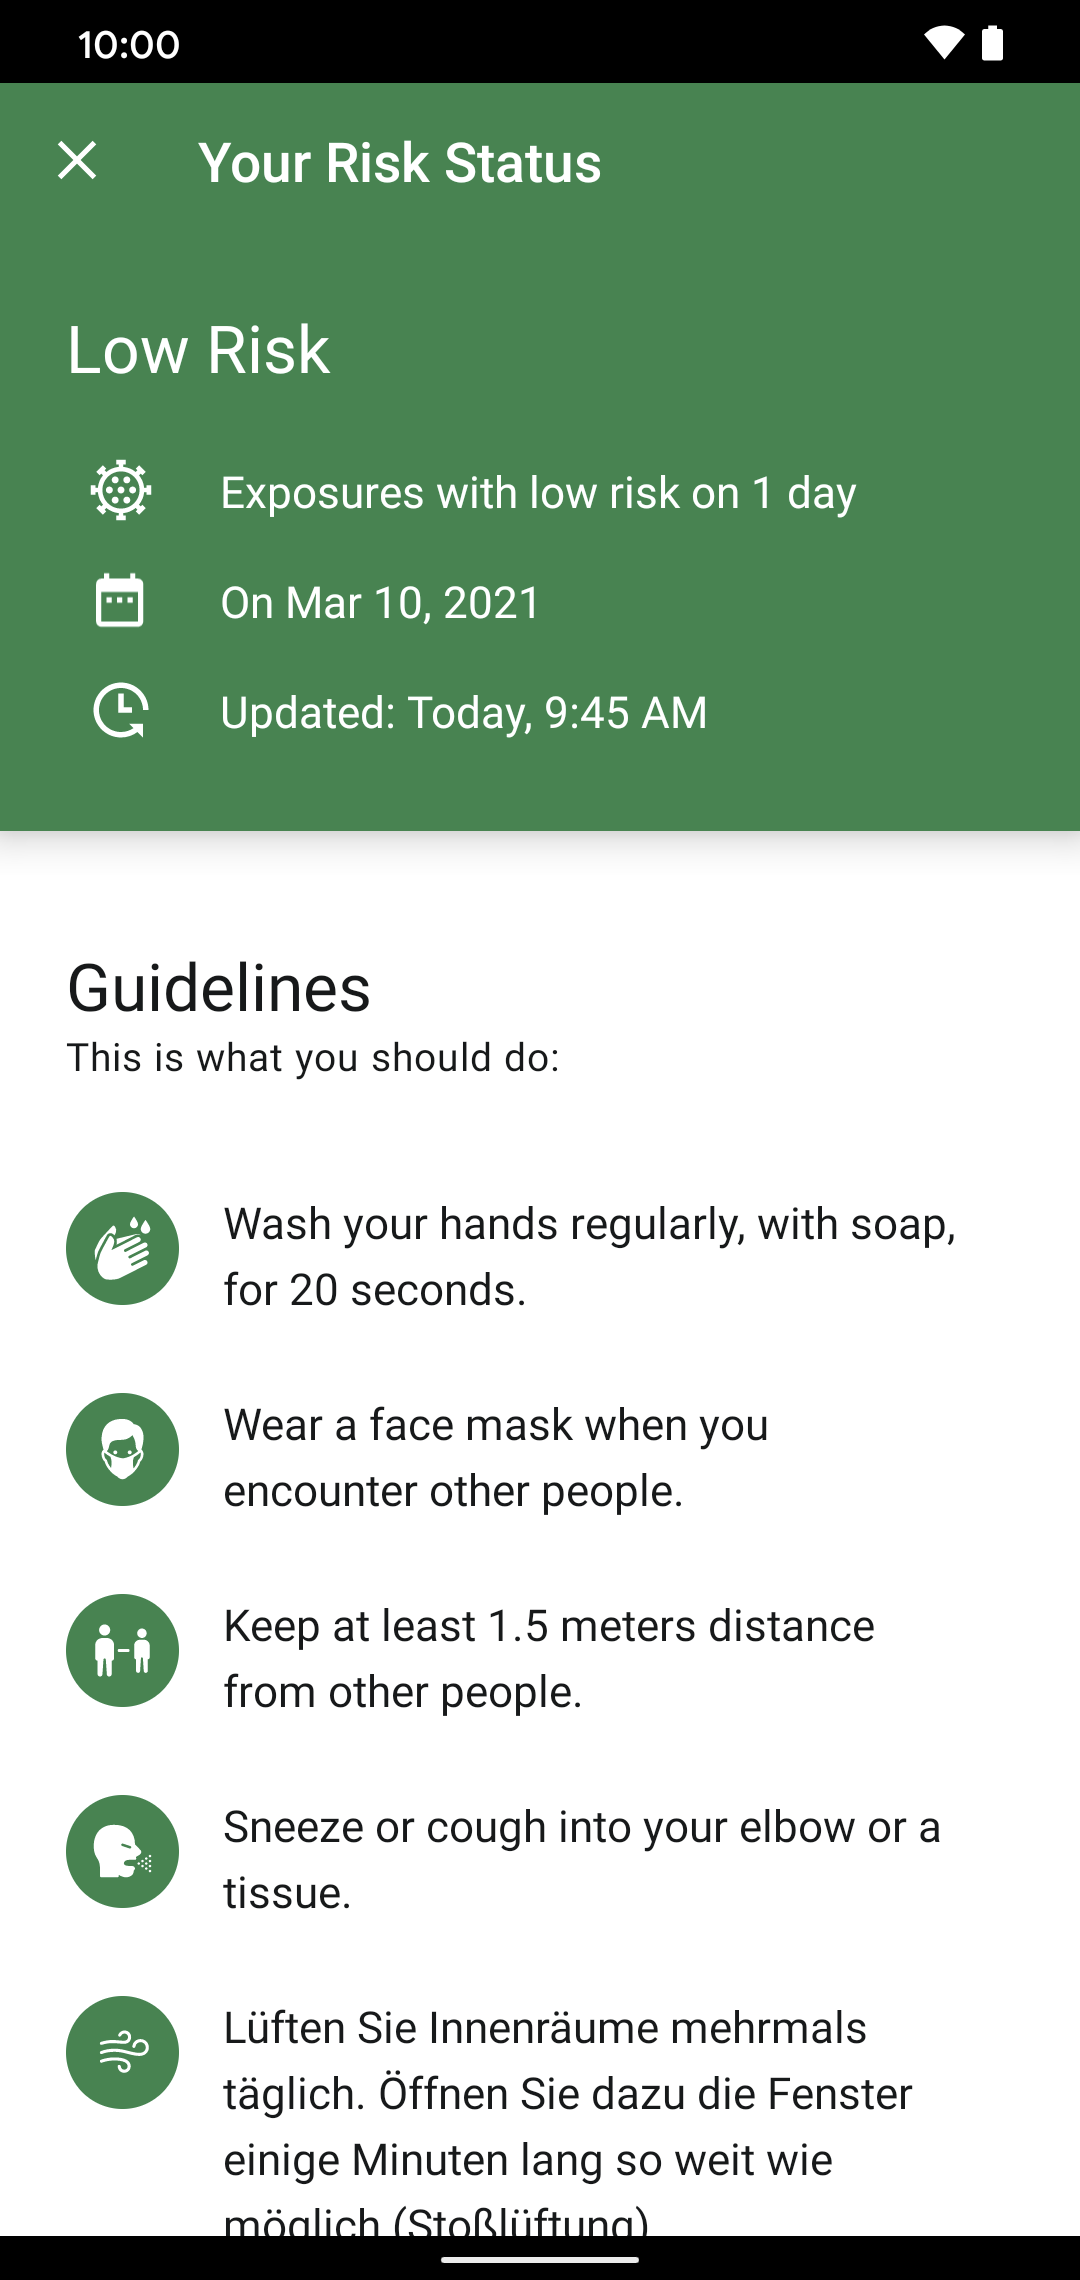 10:00
Your Risk Status
Low Risk
Exposures with low risk on 1 day
On Mar 10, 2021
Updated: Today, 9:45 AM
Guidelines
This is what you should do:
Wash your hands regularly, with soap,
for 20 seconds.
Wear a face mask when you
encounter other people.
Keep at least 1.5 meters distance
from other people.
Sneeze or cough into your elbow or a
tissue.
Lüften Sie Innenräume mehrmals
täglich. Öffnen Sie dazu die Fenster
einige Minuten lang so weit wie
möglich (Stoßlüftung)